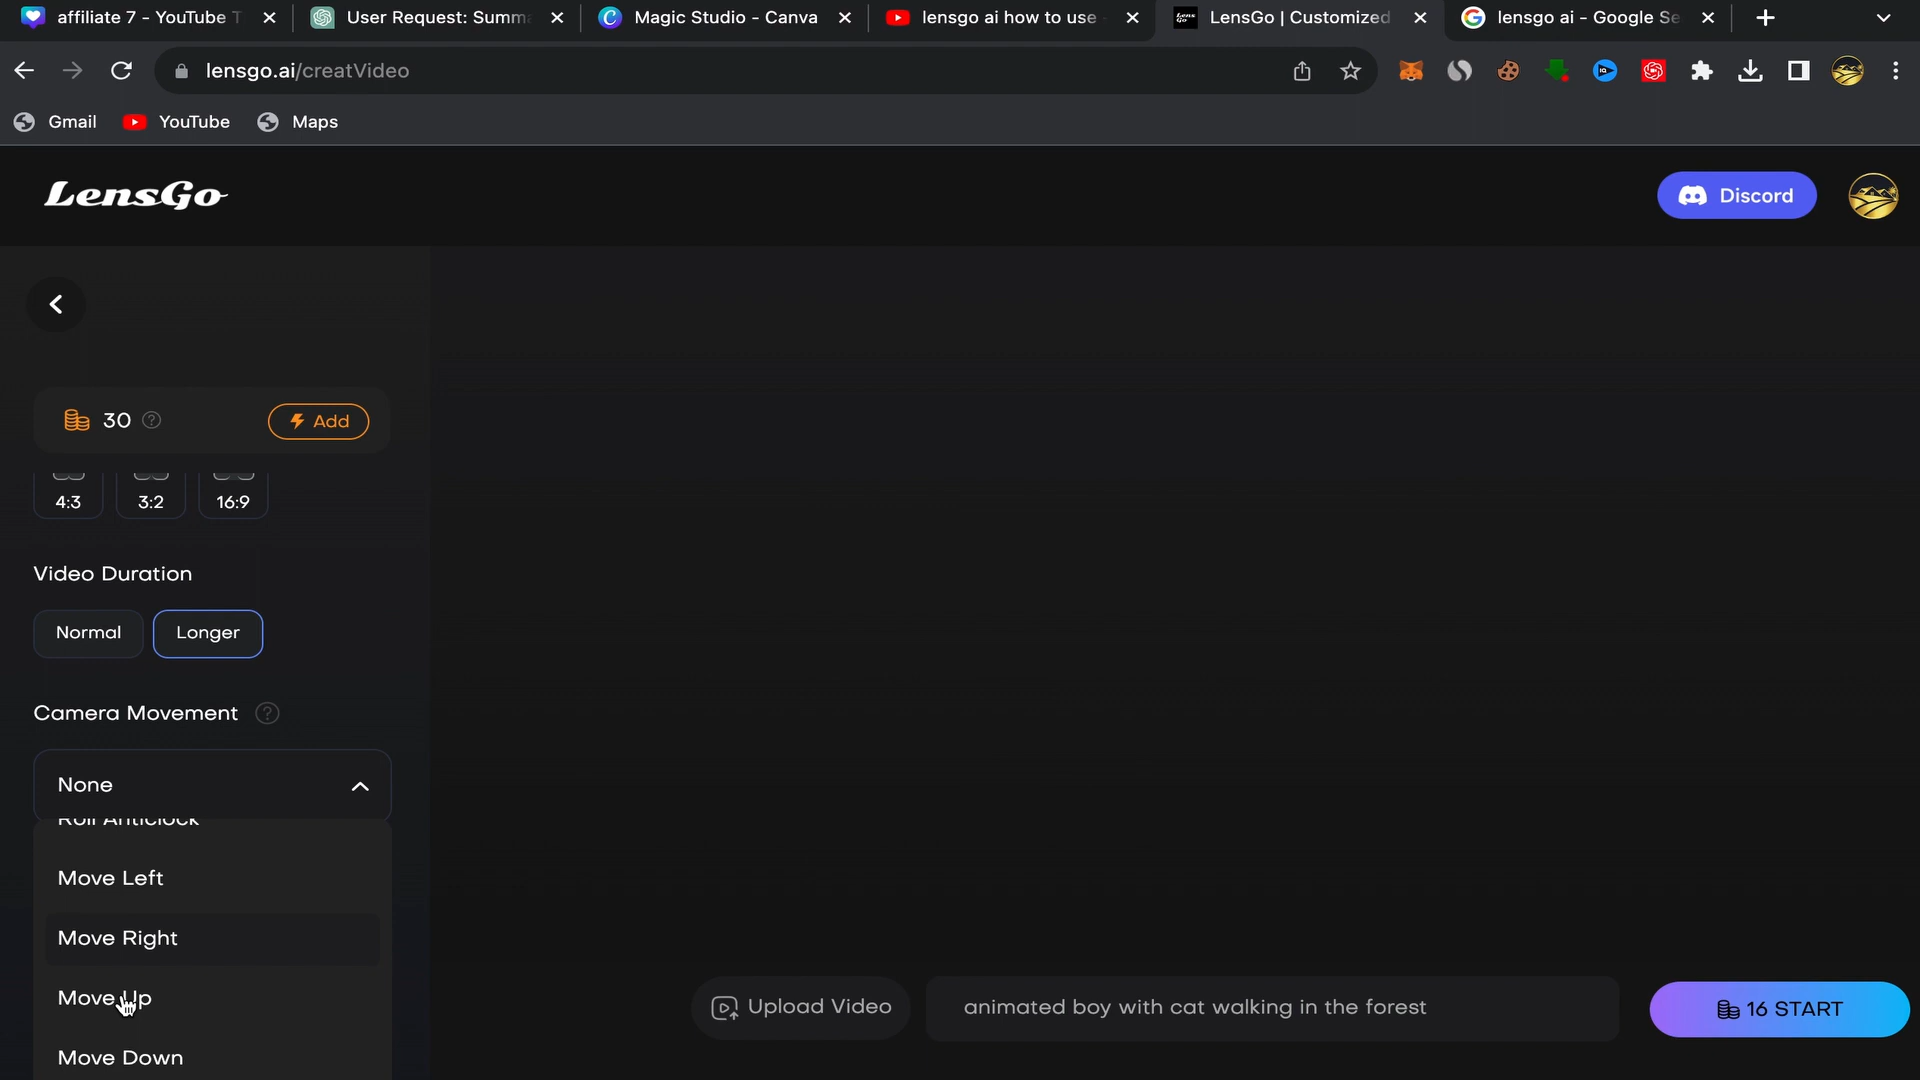 affiliate 7 - YouTube T
User Request: Summa
Magic Studio - Canva
lensgo ai how to use -
LensGo | Customized
lensgo ai - Google Se
lensgo.ai/creatVideo
Gmail
YouTube
Maps
LensGo
Discord
30
Add
4:3
3:2
16:9
Video Duration
Normal
Longer
Camera Movement
None
Roll Anticlock
Move Left
Move Right
Move Up
Move Down
Upload Video
animated boy with cat walking in the forest
16 START